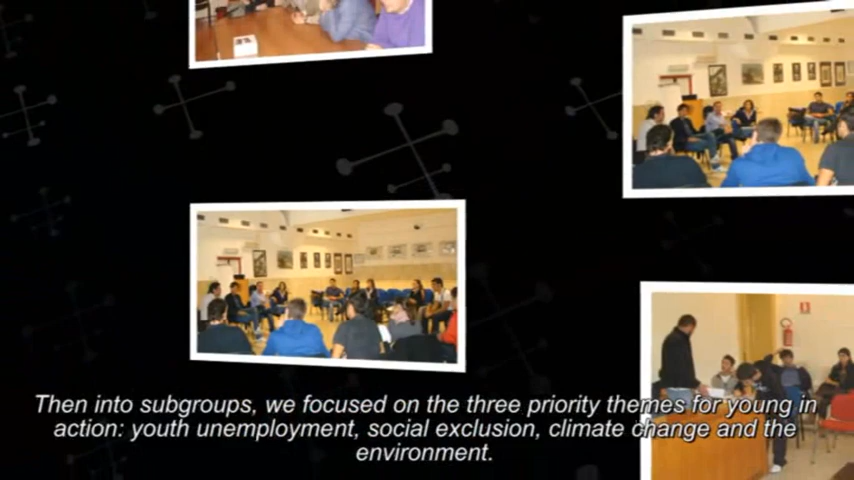 Then into subgroups, we focused on the three priority themes for young in
action: youth unemployment, social exclusion, climate change and the
environment.